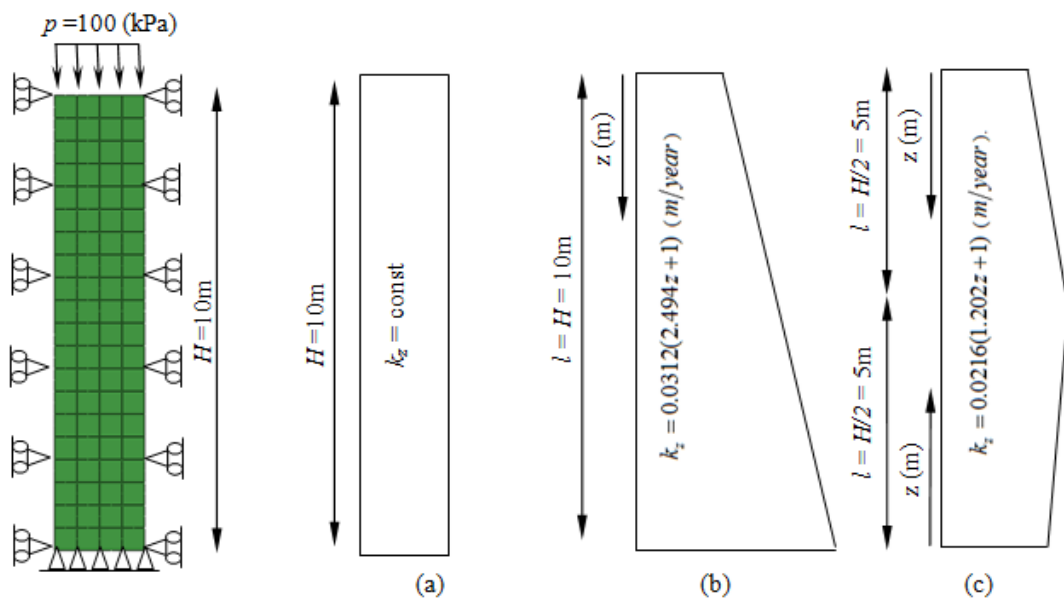 p =100 (kPa)
H =10m
H =10m
k_z = const
(a)
l = H = 10m
z (m)
k_z = 0.0312(2.494z+1) (m/year)
(b)
l = H/2 = 5m
l = H/2 = 5m
z (m)
z (m)
k_z = 0.0216(1.202z+1) (m/year).
(c)